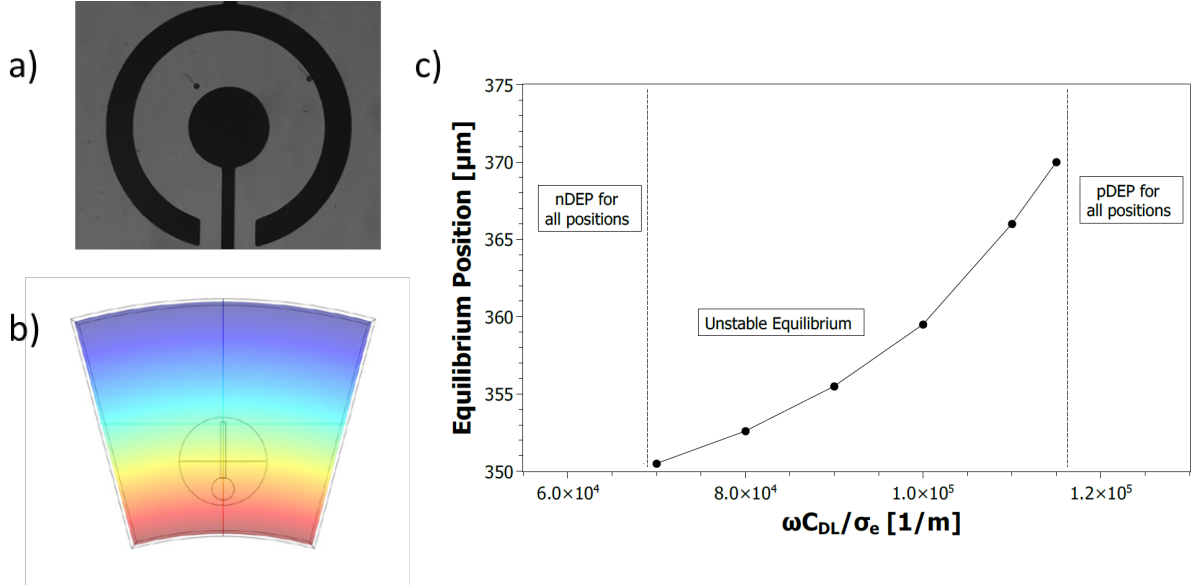 a)
b)
c)
Equilibrium Position [µm]
375
370
365
360
355
350
nDEP for
all positions
Unstable Equilibrium
pDEP for
all positions
6.0×10⁴
8.0×10⁴
1.0×10⁵
1.2×10⁵
ωC_DL/σ_e [1/m]